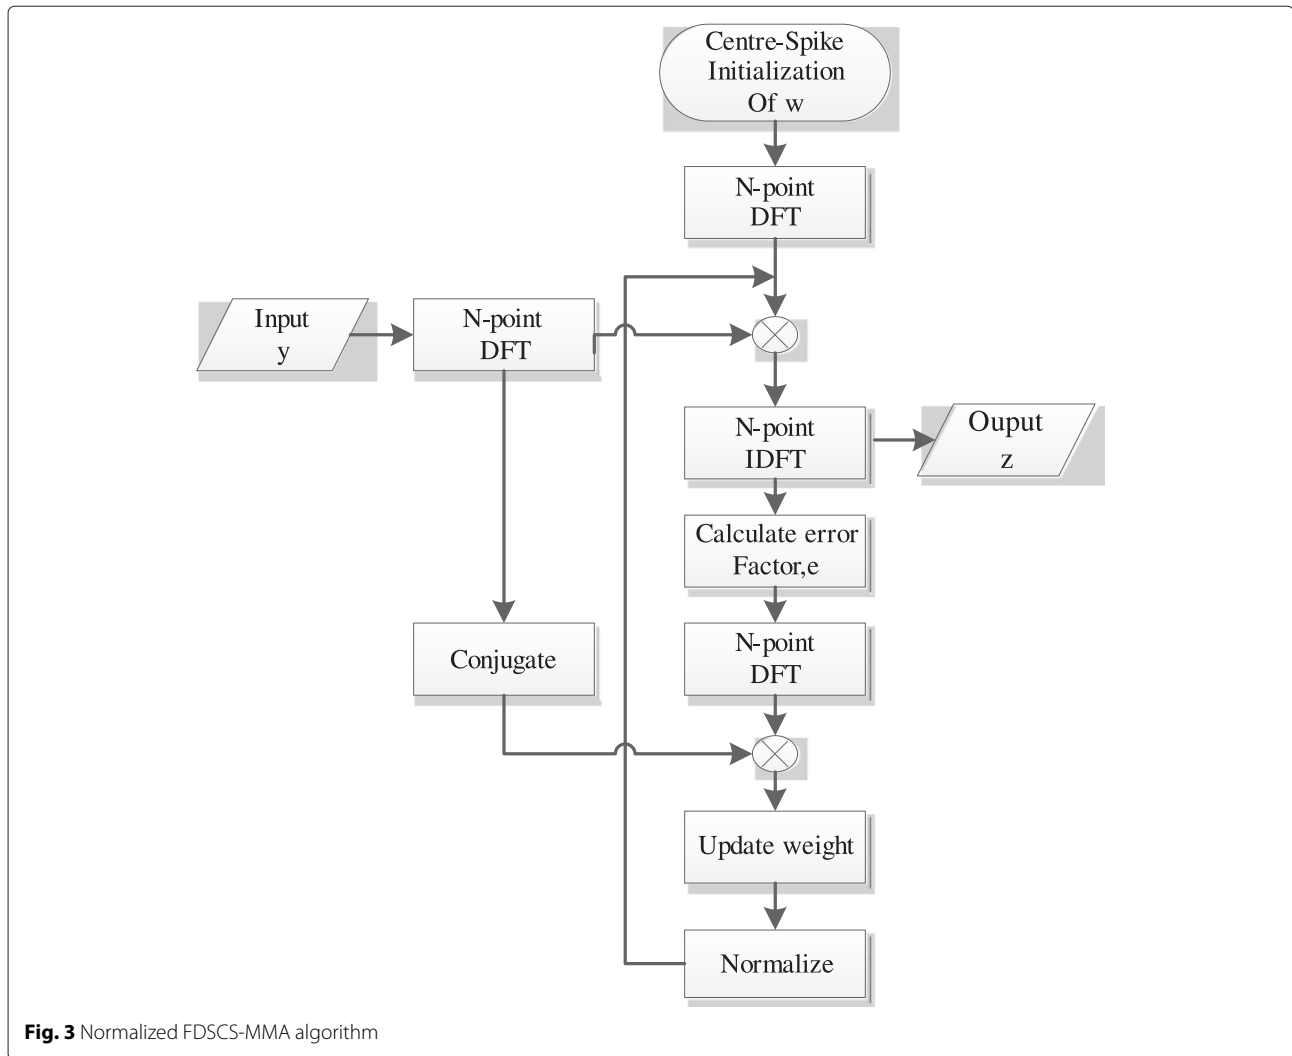 Centre-Spike
Initialization
Of w
N-point
DFT
Input
y
N-point
DFT
N-point
IDFT
Ouput
z
Calculate error
Factor,e
N-point
DFT
Conjugate
Update weight
Normalize
Fig. 3 Normalized FDSCS-MMA algorithm